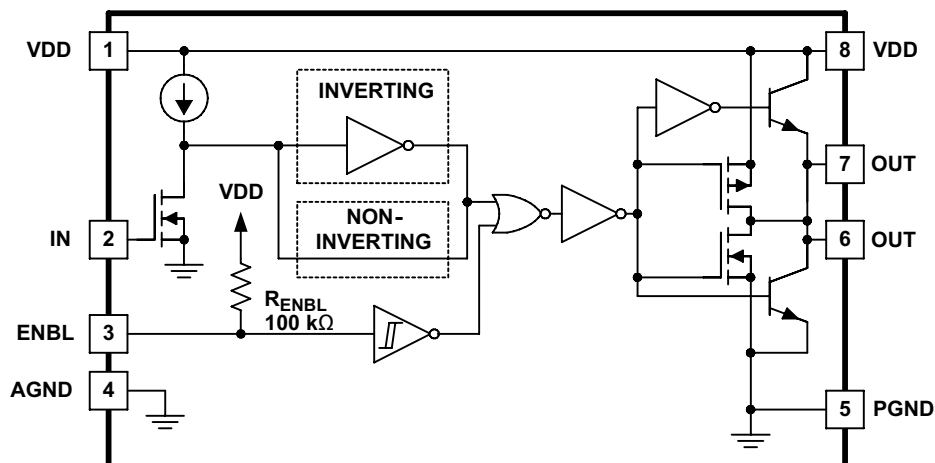 VDD 1
8 VDD
INVERTING
7 OUT
VDD
NON-
INVERTING
IN 2
6 OUT
RENBL
100 kΩ
ENBL 3
AGND 4
5 PGND